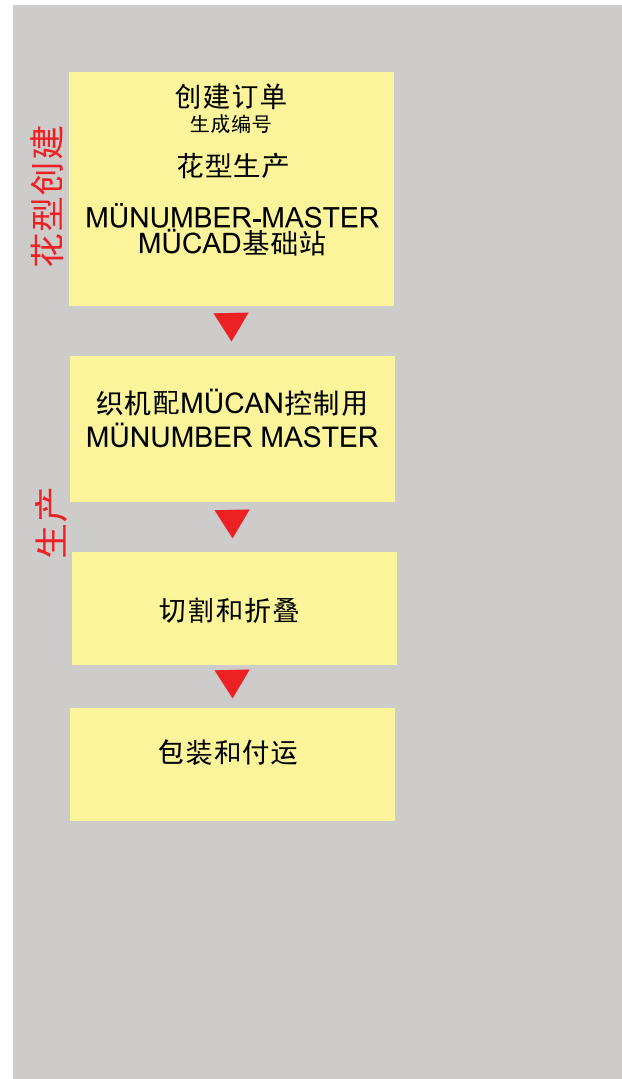 花型创建
创建订单
生成编号
花型生产
MÜNUMBER-MASTER
MÜCAD基础站
生产
织机配MÜCAN控制用
MÜNUMBER MASTER
切割和折叠
包装和付运